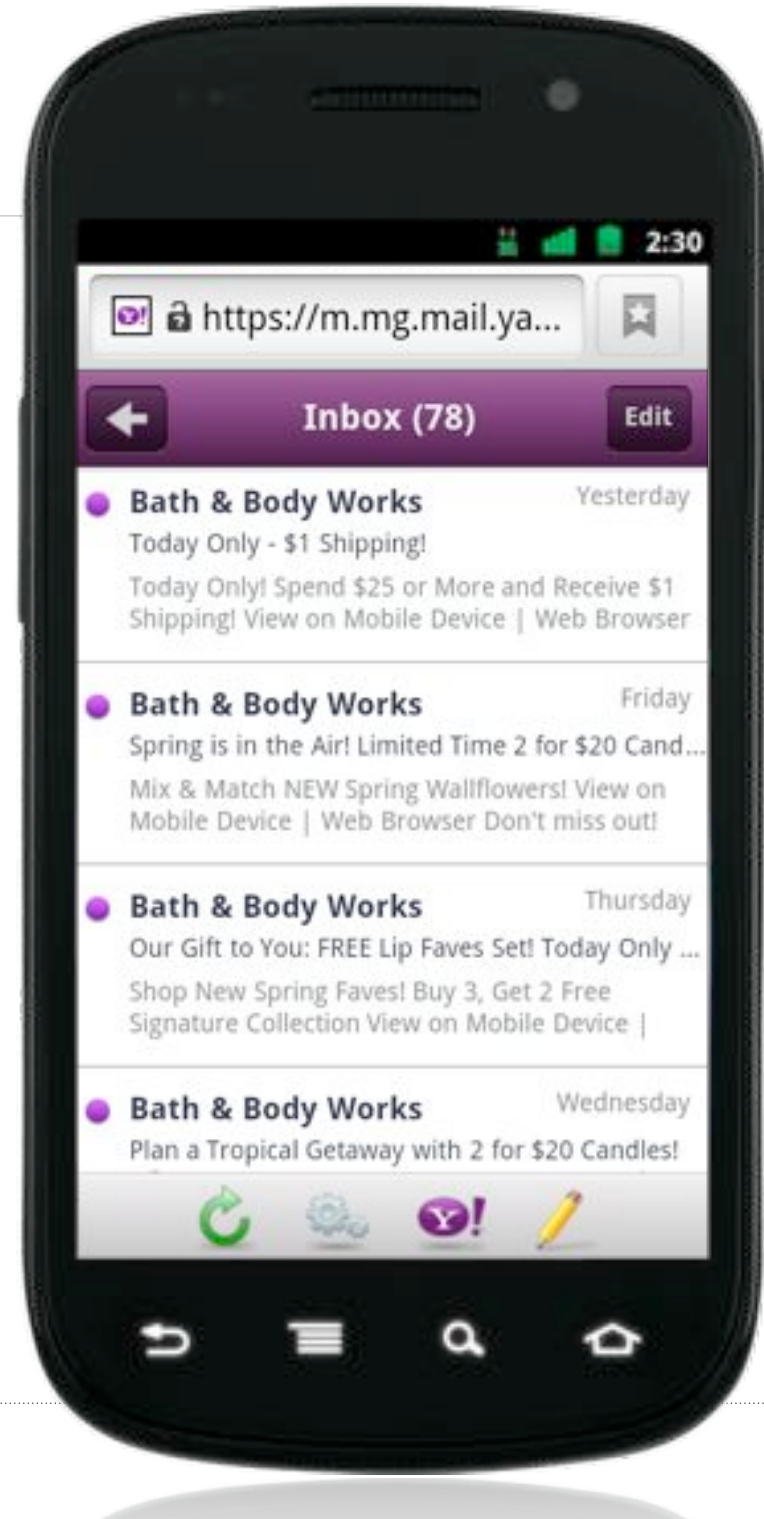 2:30
https://m.mg.mail.ya...
Inbox (78)
Edit
Bath & Body Works
Yesterday
Today Only - $1 Shipping!
Today Only! Spend $25 or More and Receive $1
Shipping! View on Mobile Device | Web Browser
Bath & Body Works
Friday
Spring is in the Air! Limited Time 2 for $20 Cand...
Mix & Match NEW Spring Wallflowers! View on
Mobile Device | Web Browser Don't miss out!
Bath & Body Works
Thursday
Our Gift to You: FREE Lip Faves Set! Today Only ...
Shop New Spring Faves! Buy 3, Get 2 Free
Signature Collection View on Mobile Device |
Bath & Body Works
Wednesday
Plan a Tropical Getaway with 2 for $20 Candles!
Y!